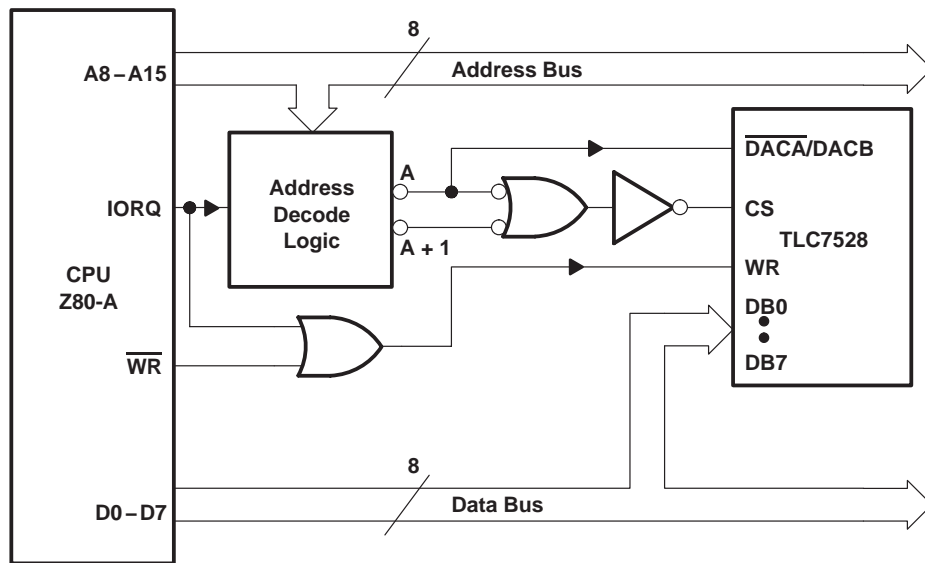 8
A8–A15
Address Bus
DACA/DACB
A
Address
Decode
Logic
IORQ
CS
A + 1
TLC7528
CPU
Z80-A
WR
DB0
WR
DB7
8
D0–D7
Data Bus